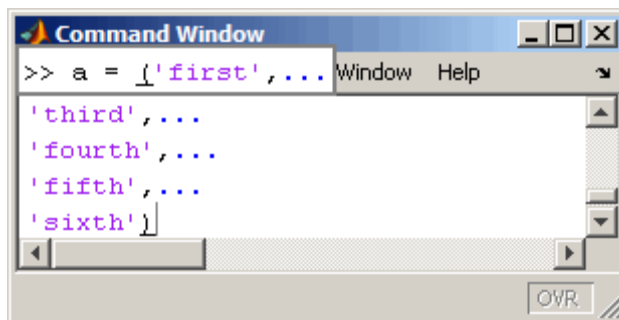 Command Window
>> a = ('first',... Window Help
'third',...
'fourth',...
'fifth',...
'sixth')
OVR